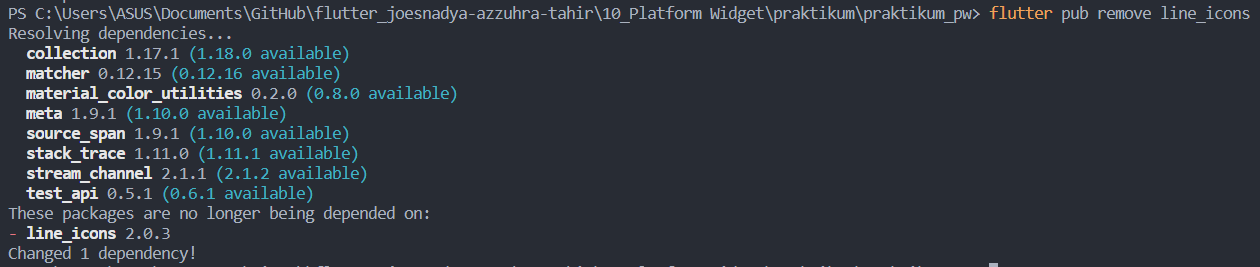 PS C:\Users\ASUS\Documents\GitHub\flutter_joesnadya-azzuhra-tahir\10_Platform Widget\praktikum\praktikum_pw> flutter pub remove line_icons
Resolving dependencies...
collection 1.17.1 (1.18.0 available)
matcher 0.12.15 (0.12.16 available)
material_color_utilities 0.2.0 (0.8.0 available)
meta 1.9.1 (1.10.0 available)
source_span 1.9.1 (1.10.0 available)
stack_trace 1.11.0 (1.11.1 available)
stream_channel 2.1.1 (2.1.2 available)
test_api 0.5.1 (0.6.1 available)
These packages are no longer being depended on:
- line_icons 2.0.3
Changed 1 dependency!